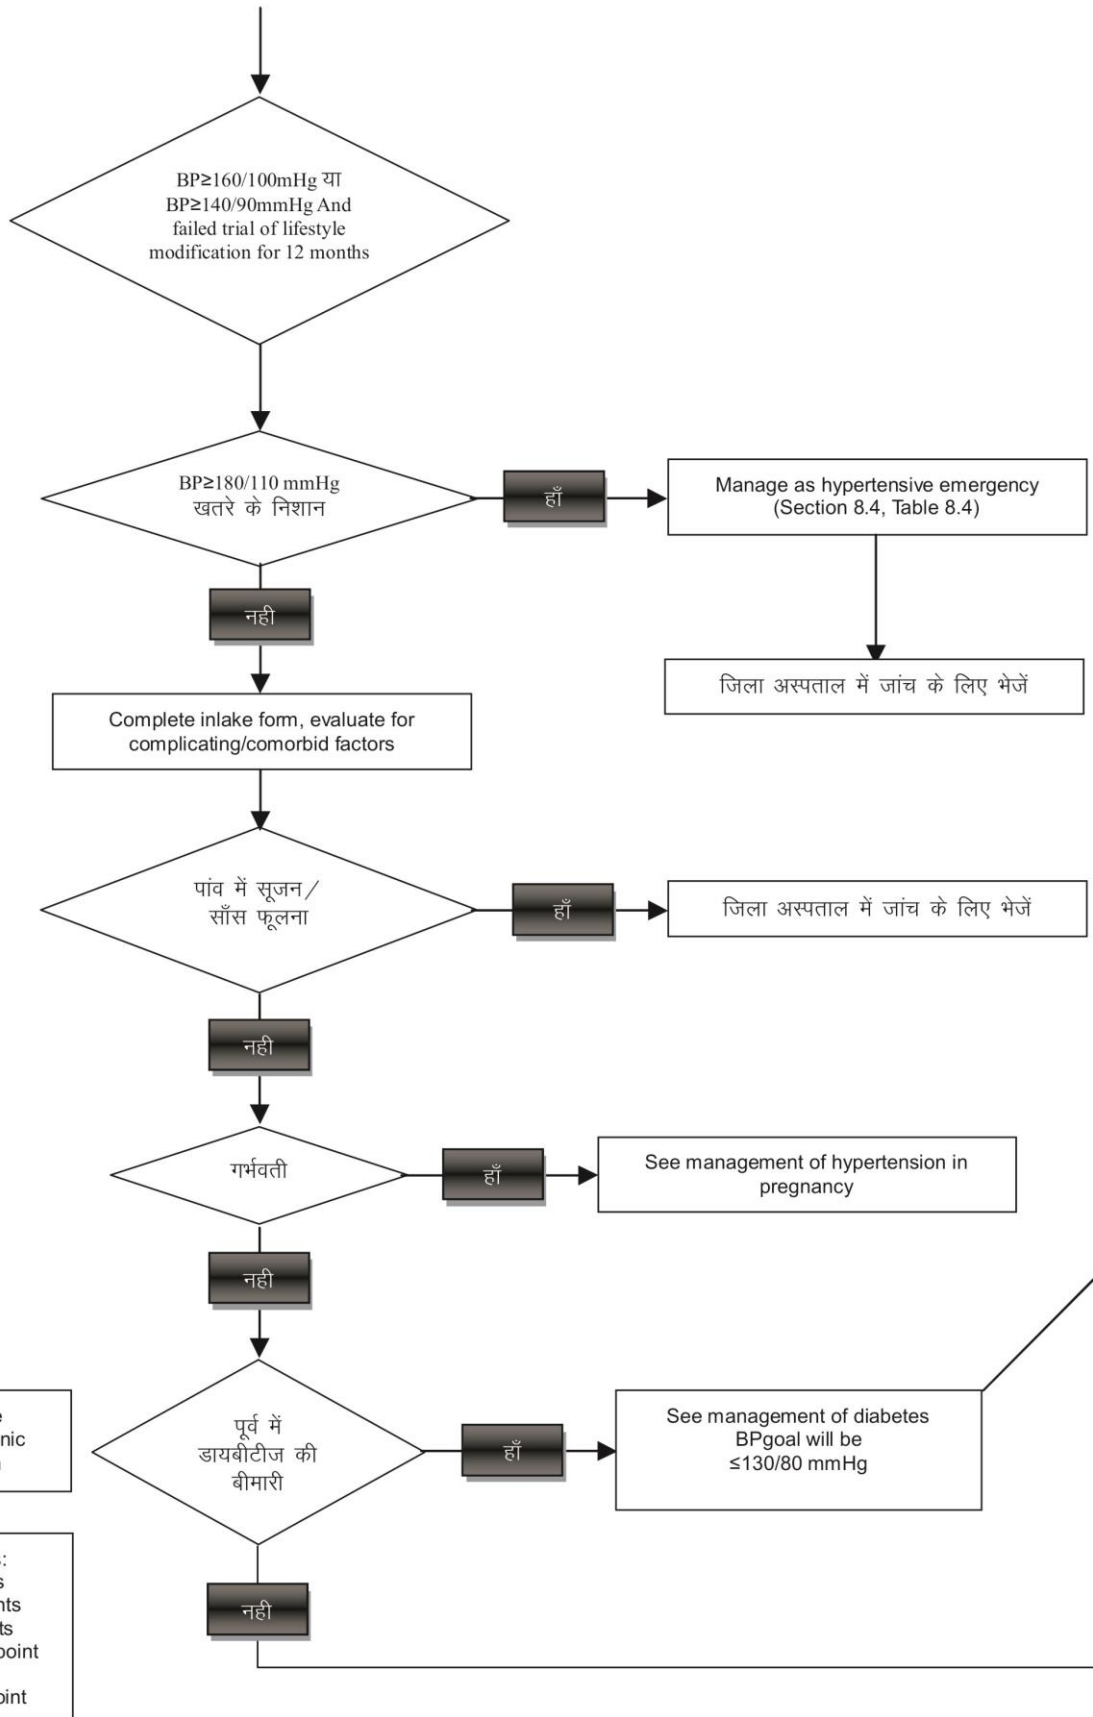 BP≥160/100mHg या
BP≥140/90mmHg And
failed trial of lifestyle
modification for 12 months
BP≥180/110 mmHg
खतरे के निशान
हाँ
Manage as hypertensive emergency
(Section 8.4, Table 8.4)
नही
जिला अस्पताल में जांच के लिए भेजें
Complete inlake form, evaluate for
complicating/comorbid factors
पांव में सूजन/
साँस फूलना
हाँ
जिला अस्पताल में जांच के लिए भेजें
नही
गर्भवती
हाँ
See management of hypertension in
pregnancy
नही
पूर्व में
डायबीटीज की
बीमारी
हाँ
See management of diabetes
BPgoal will be
≤130/80 mmHg
नही
point